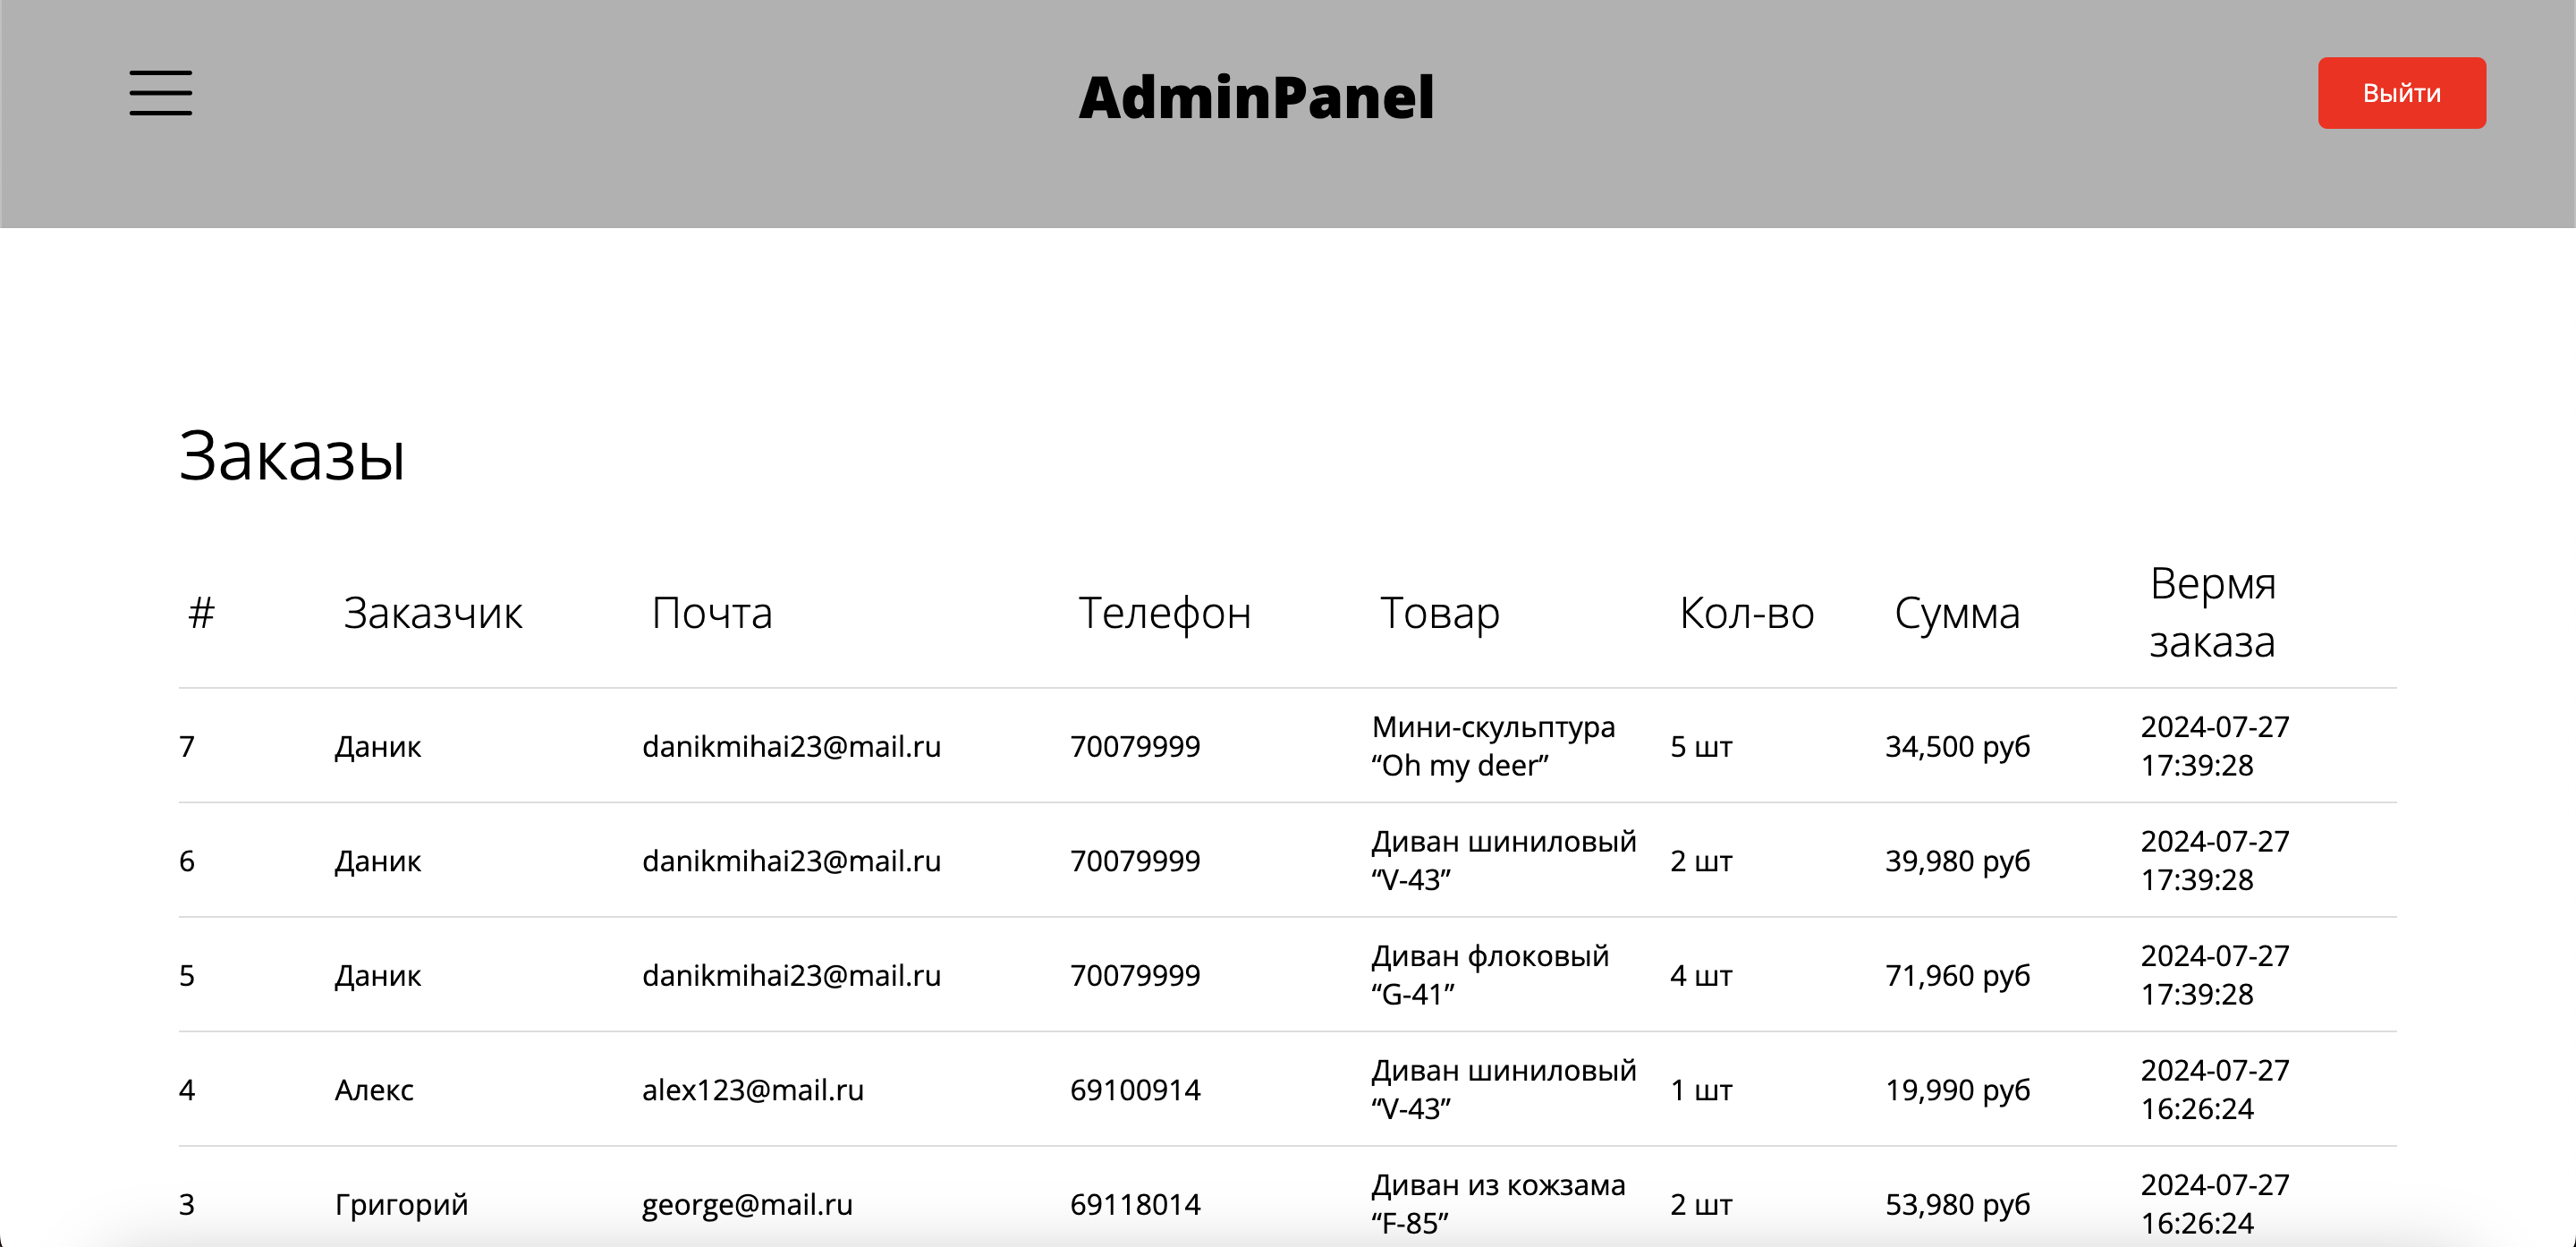 AdminPanel
Выйти
Заказы
# Заказчик Почта Телефон Товар Кол-во Сумма Вермя заказа
7 Даник danikmihai23@mail.ru 70079999 Мини-скульптура “Oh my deer” 5 шт 34,500 руб 2024-07-27 17:39:28
6 Даник danikmihai23@mail.ru 70079999 Диван шиниловый “V-43” 2 шт 39,980 руб 2024-07-27 17:39:28
5 Даник danikmihai23@mail.ru 70079999 Диван флоковый “G-41” 4 шт 71,960 руб 2024-07-27 17:39:28
4 Алекс alex123@mail.ru 69100914 Диван шиниловый “V-43” 1 шт 19,990 руб 2024-07-27 16:26:24
3 Григорий george@mail.ru 69118014 Диван из кожзама “F-85” 2 шт 53,980 руб 2024-07-27 16:26:24